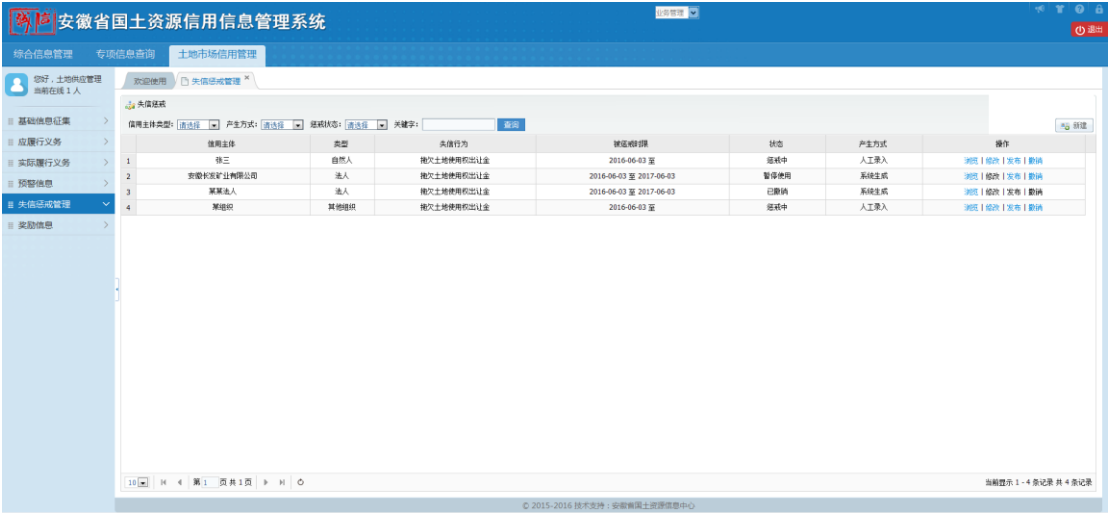 诚信 安徽省国土资源信用信息管理系统 业务管理
退出
综合信息管理 专项信息查询 土地市场信用管理
您好，土地供应管理
当前在线 1 人
欢迎使用 失信惩戒管理 ×
失信惩戒
基础信息征集
信用主体类型: 请选择 产生方式: 请选择 惩戒状态: 请选择 关键字: 查询 新建
应履行义务
信用主体 类型 失信行为 被惩戒时限 状态 产生方式 操作
实际履行义务
1 张三 自然人 拖欠土地使用权出让金 2016-06-03 至 惩戒中 人工录入 浏览 | 修改 | 发布 | 撤销
2 安徽长宏矿业有限公司 法人 拖欠土地使用权出让金 2016-06-03 至 2017-06-03 暂停使用 系统生成 浏览 | 修改 | 发布 | 撤销
预警信息
3 某某法人 法人 拖欠土地使用权出让金 2016-06-03 至 2017-06-03 已撤销 系统生成 浏览 | 修改 | 发布 | 撤销
失信惩戒管理
4 某组织 其他组织 拖欠土地使用权出让金 2016-06-03 至 惩戒中 人工录入 浏览 | 修改 | 发布 | 撤销
奖励信息
10 第 1 页 共 1 页 当前显示 1 - 4 条记录 共 4 条记录
© 2015-2016 技术支持：安徽省国土资源信息中心